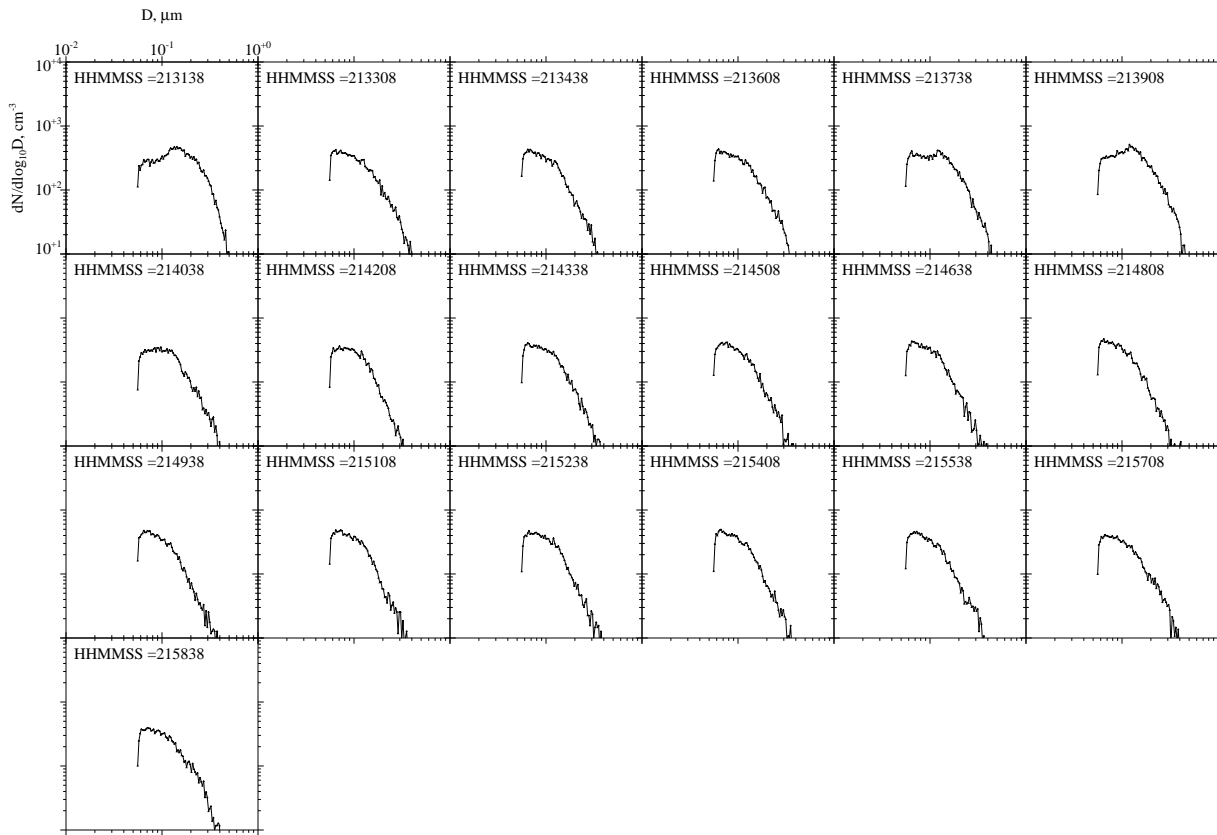 D, μm
10^-2 10^-1 10^+0
10^+4
HHMMSS =213138 HHMMSS =213308 HHMMSS =213438 HHMMSS =213608 HHMMSS =213738 HHMMSS =213908
10^+3
dN/dlog₁₀D, cm^-3
10^+2
10^+1
HHMMSS =214038 HHMMSS =214208 HHMMSS =214338 HHMMSS =214508 HHMMSS =214638 HHMMSS =214808
HHMMSS =214938 HHMMSS =215108 HHMMSS =215238 HHMMSS =215408 HHMMSS =215538 HHMMSS =215708
HHMMSS =215838